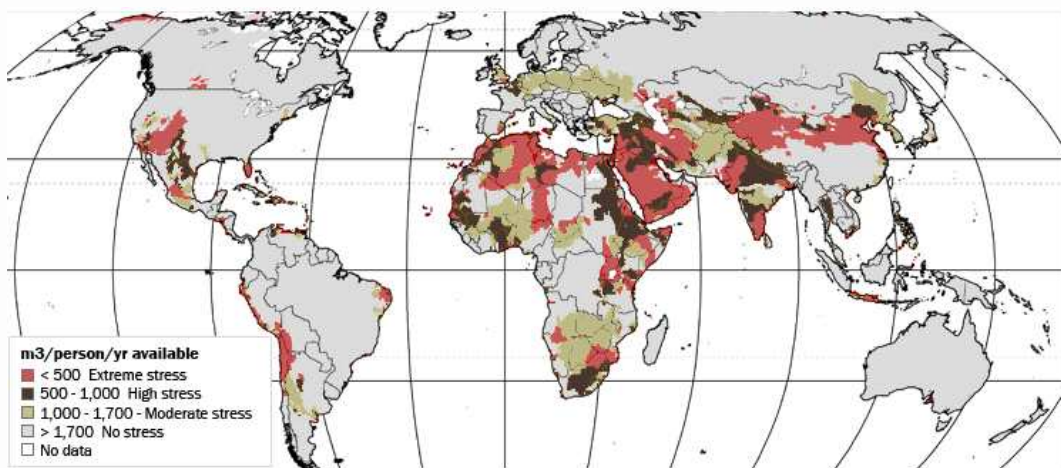 m3/person/yr available
< 500 Extreme stress
500 - 1,000 High stress
1,000 - 1,700 - Moderate stress
> 1,700 No stress
No data